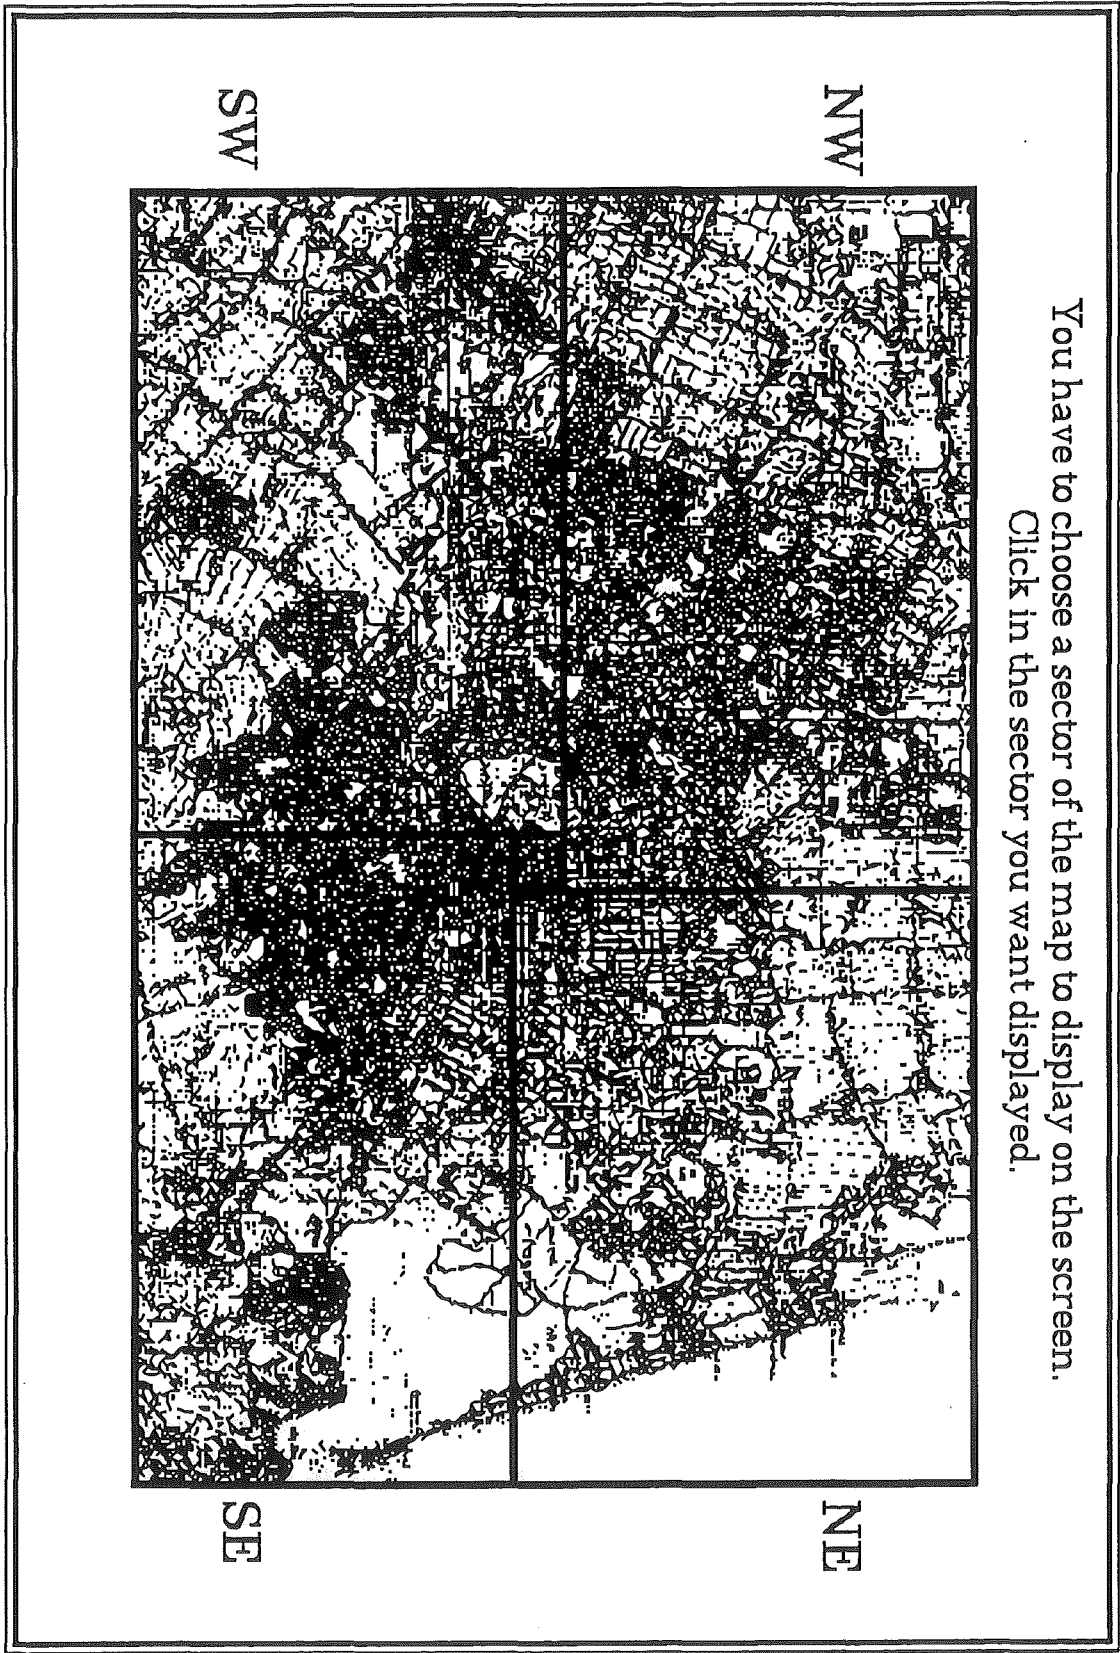 You have to choose a sector of the map to display on the screen.
Click in the sector you want displayed.
NW
NE
SW
SE